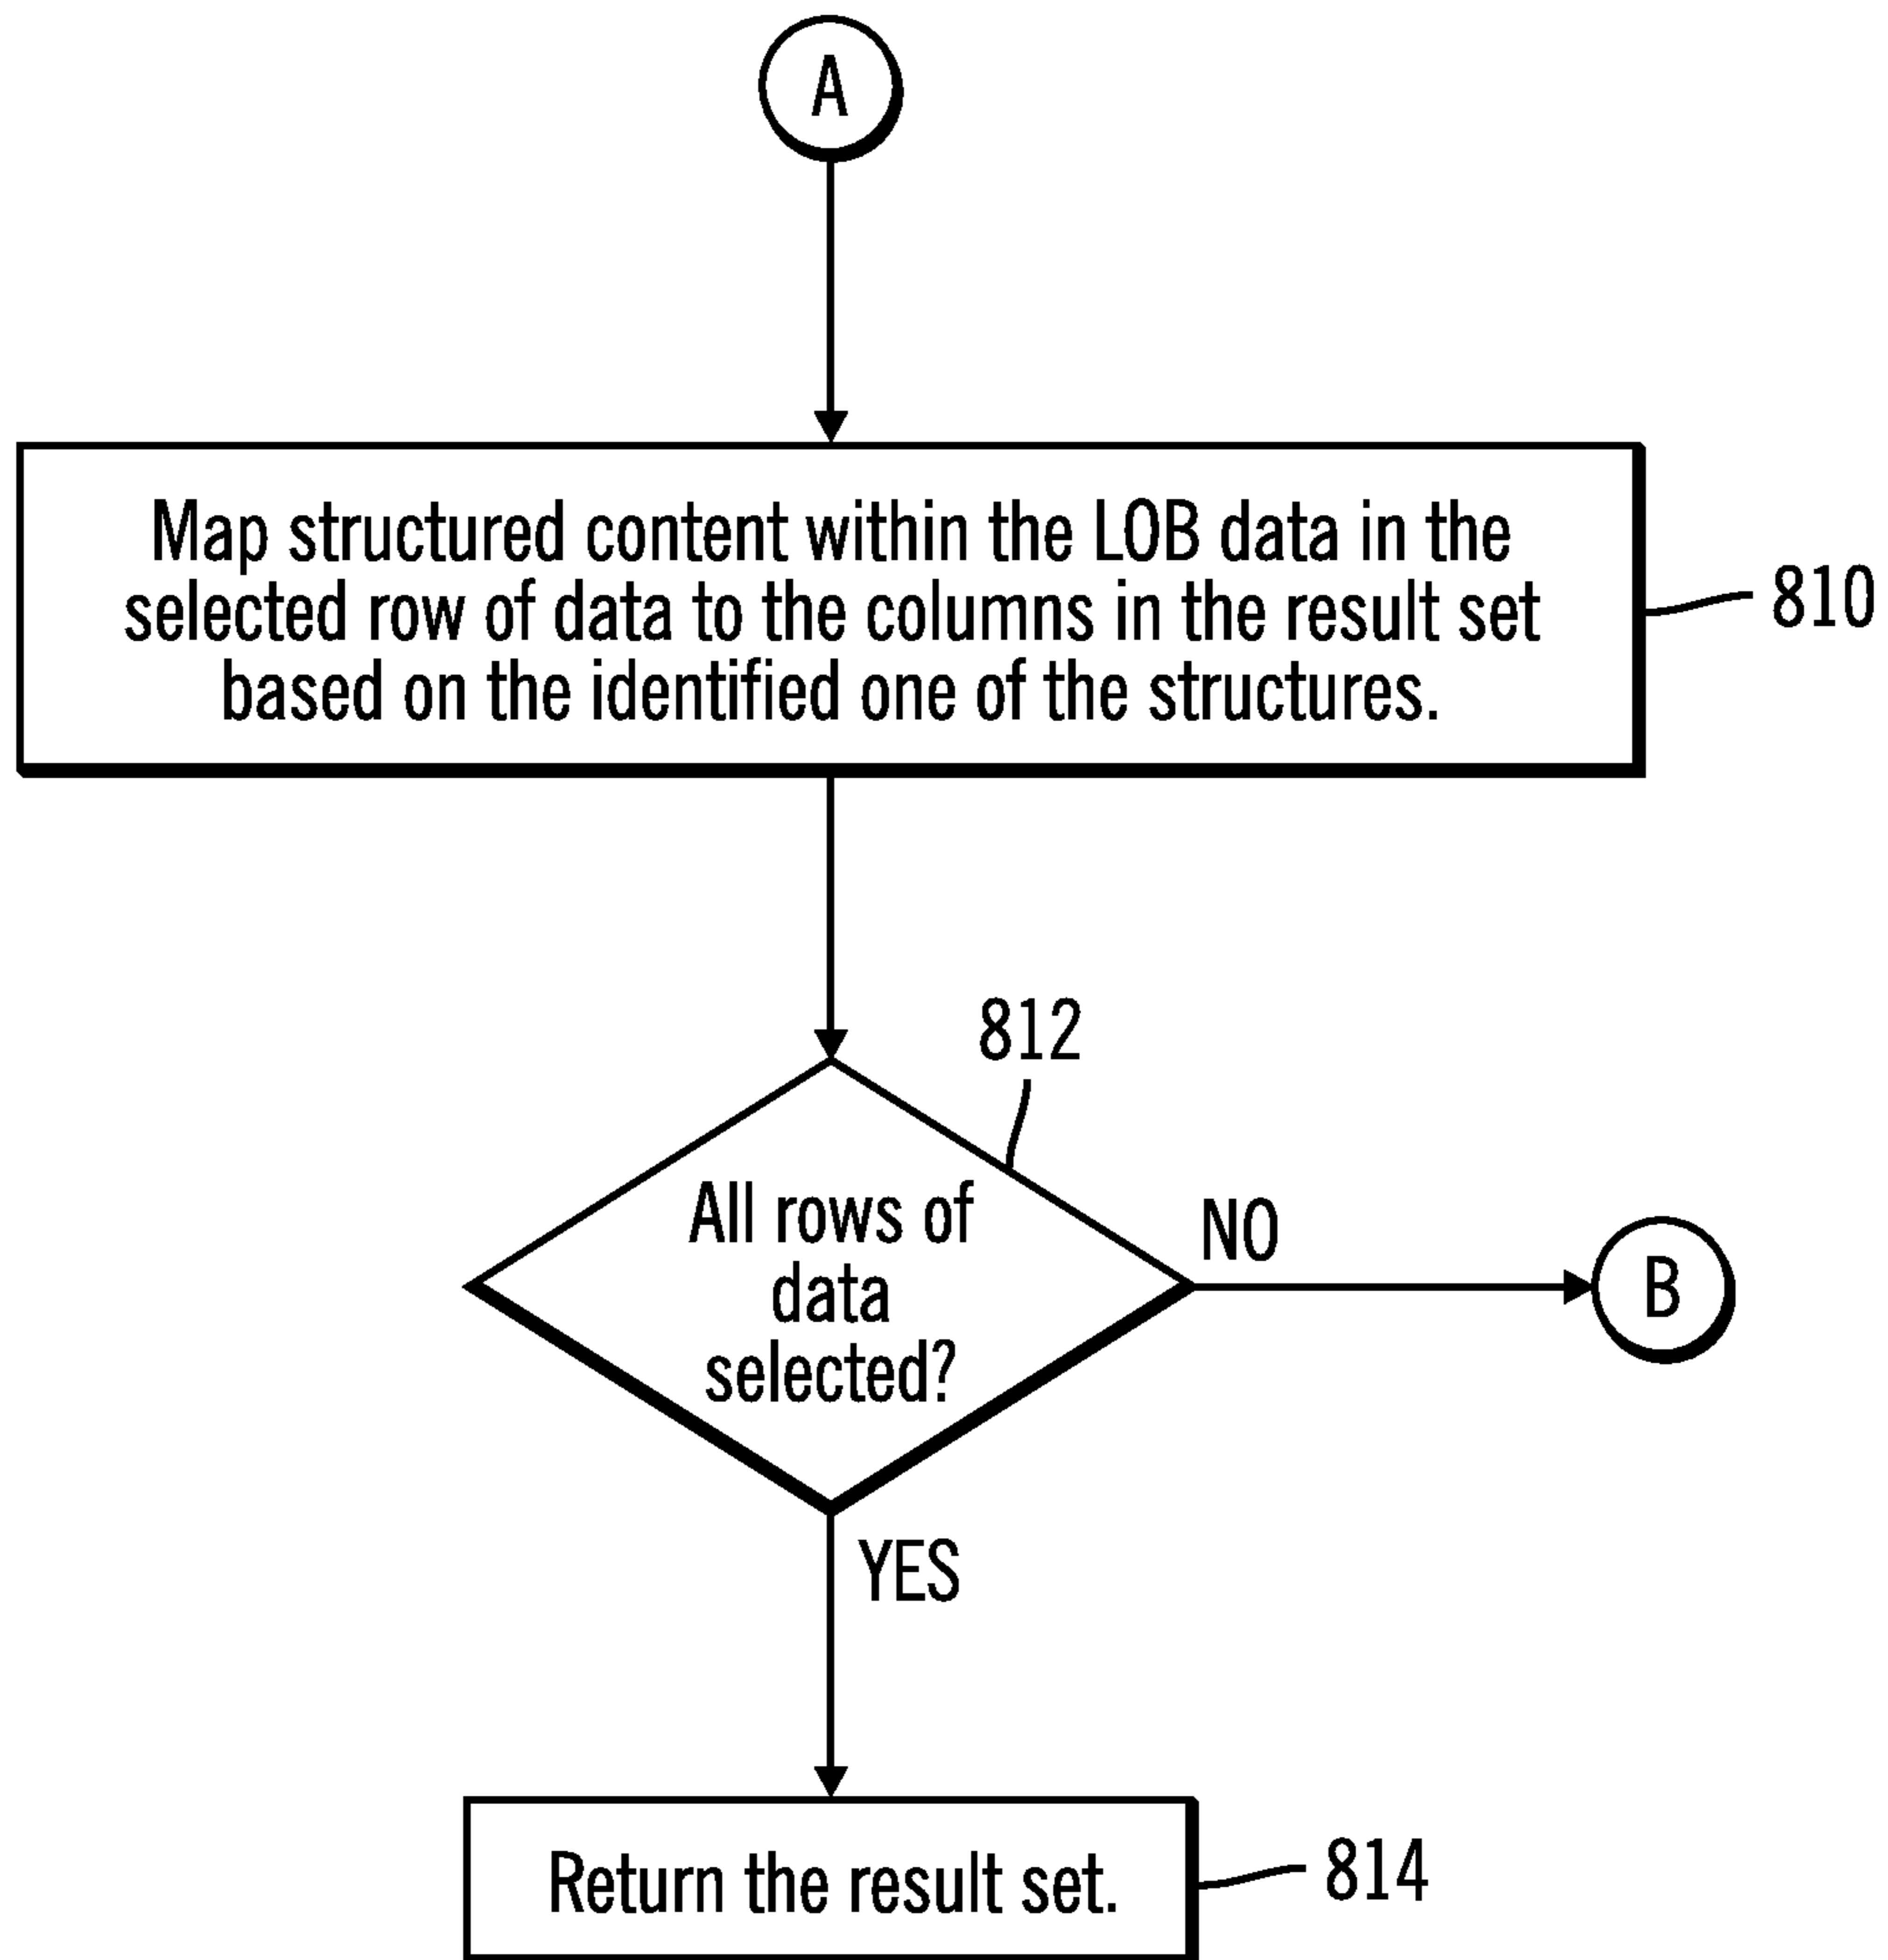 A
Map structured content within the LOB data in the
selected row of data to the columns in the result set
based on the identified one of the structures.
810
812
All rows of
data
selected?
NO
B
YES
Return the result set.
814